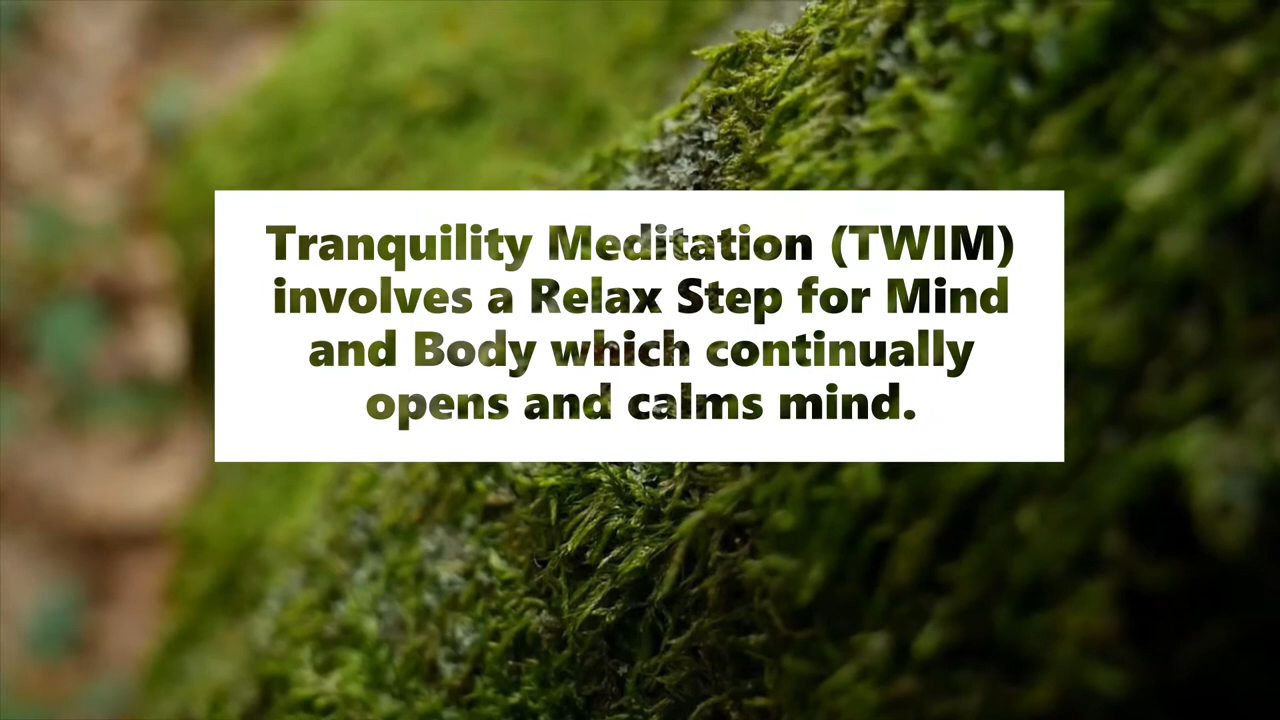 Tranquility Meditation (TWIM)
involves a Relax Step for Mind
and Body which continually
opens and calms mind.